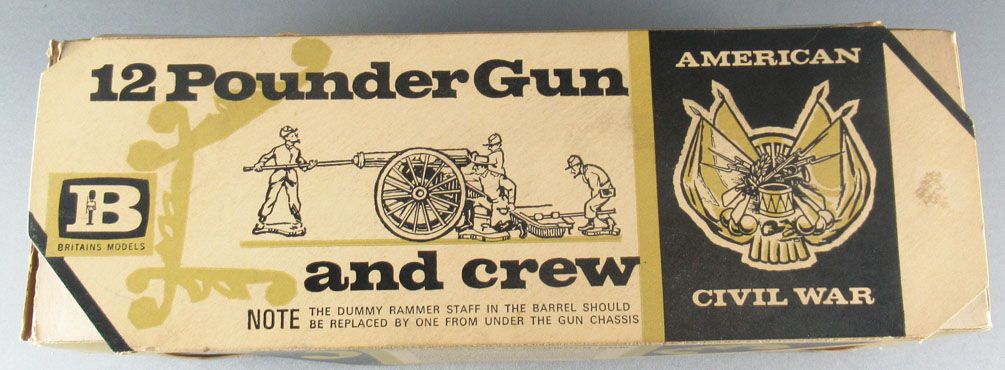 12 Pounder Gun
B
BRITAINS MODELS
and crew
NOTE THE DUMMY RAMMER STAFF IN THE BARREL SHOULD
BE REPLACED BY ONE FROM UNDER THE GUN CHASSIS
AMERICAN
CIVIL WAR